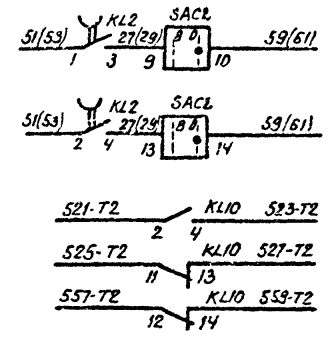 SAC2
51(53) KL2 27(29) В О 59(61)
1 3 9 10
SAC2
51(53) KL2 27(29) В О 59(61)
2 4 13 14
521-T2 KL10 523-T2
2 4
525-T2 KL10 527-T2
11 13
557-T2 KL10 559-T2
12 14